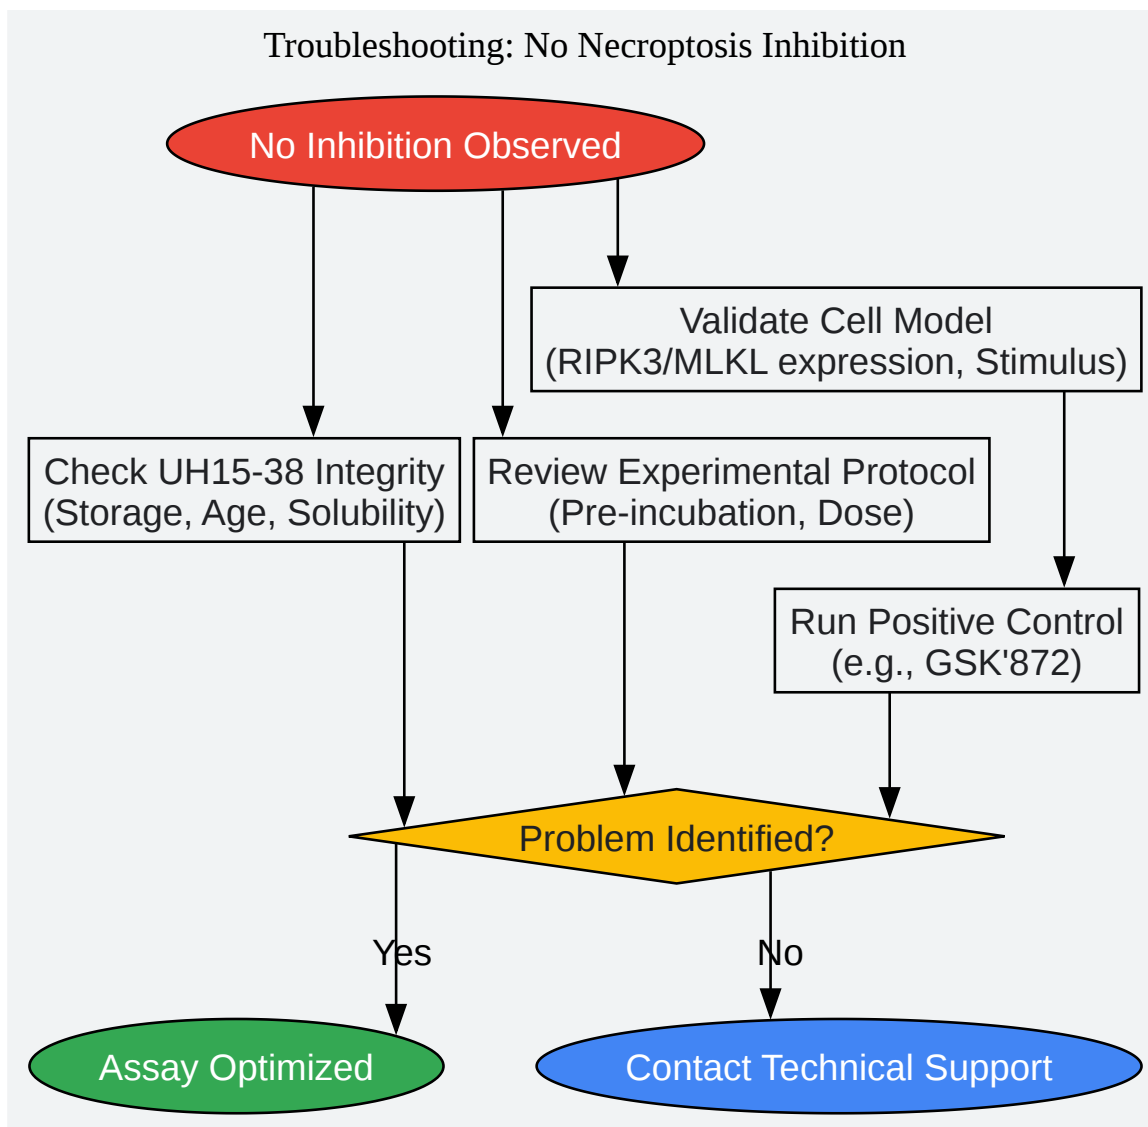 Troubleshooting: No Necroptosis Inhibition
No Inhibition Observed
Validate Cell Model
(RIPK3/MLKL expression, Stimulus)
Check UH15-38 Integrity
(Storage, Age, Solubility)
Review Experimental Protocol
(Pre-incubation, Dose)
Run Positive Control
(e.g., GSK'872)
Problem Identified?
Yes
No
Assay Optimized
Contact Technical Support